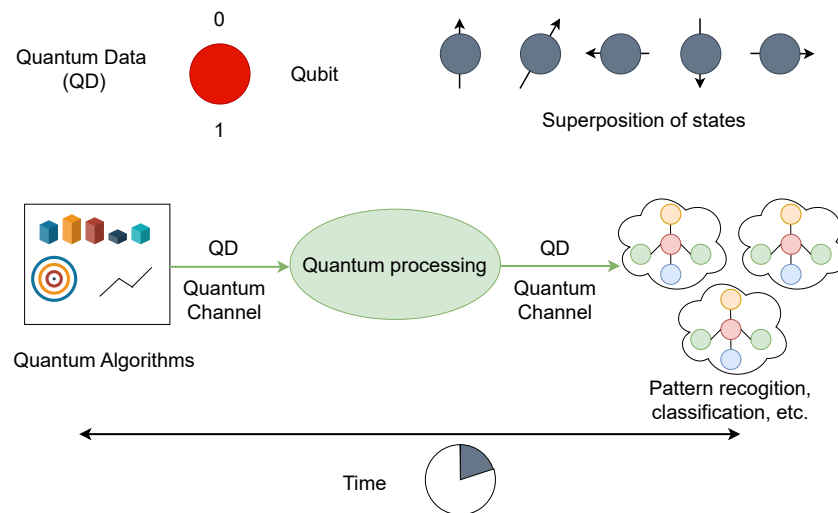 0
Quantum Data
(QD)
Qubit
1
Superposition of states
QD
Quantum
Channel
Quantum processing
QD
Quantum
Channel
Quantum Algorithms
Pattern recogition,
classification, etc.
Time